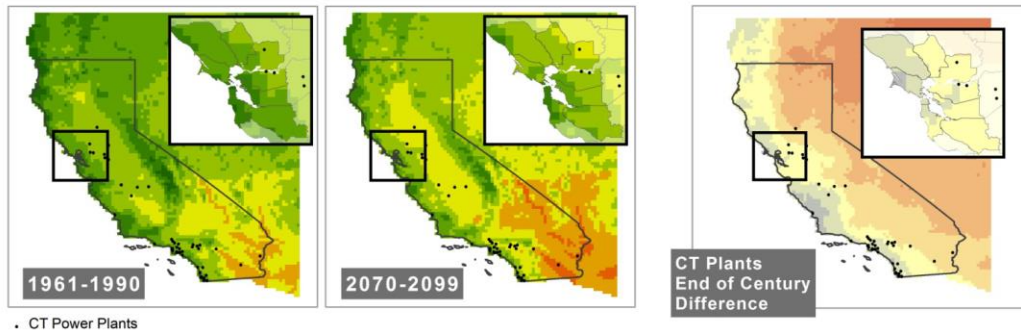 1961-1990
2070-2099
CT Plants
End of Century
Difference
. CT Power Plants